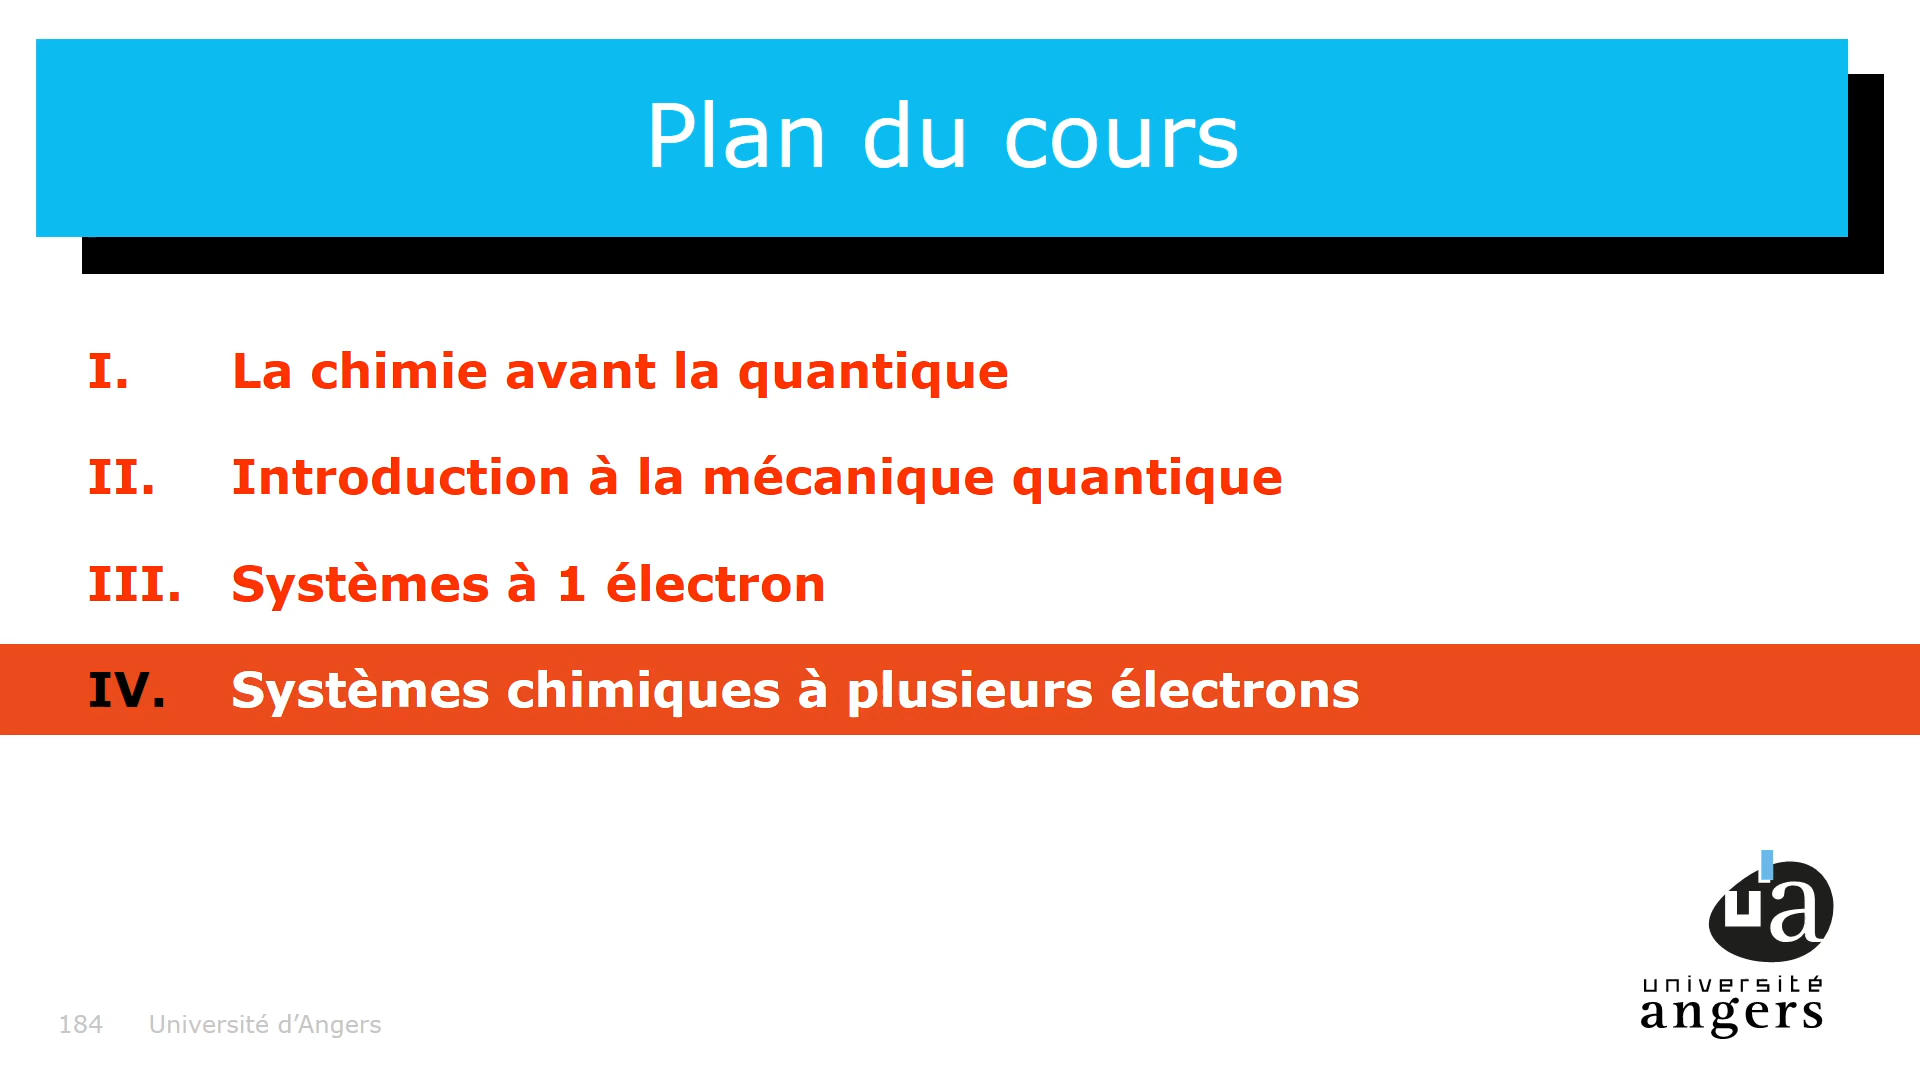 Plan du cours
I. La chimie avant la quantique
II. Introduction à la mécanique quantique
III. Systèmes à 1 électron
IV. Systèmes chimiques à plusieurs électrons
ua
université
angers
184 Université d’Angers